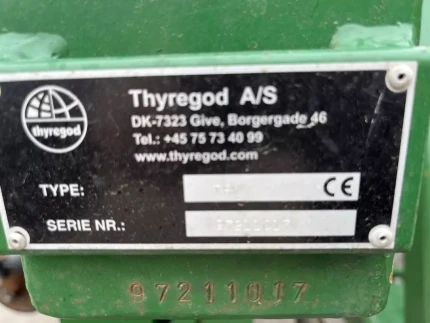 Thyregod A/S
DK-7323 Give, Borgergade 46
thyregod
Tel.: +45 75 73 40 99
www.thyregod.com
TYPE:
CE
SERIE NR.:
97211017